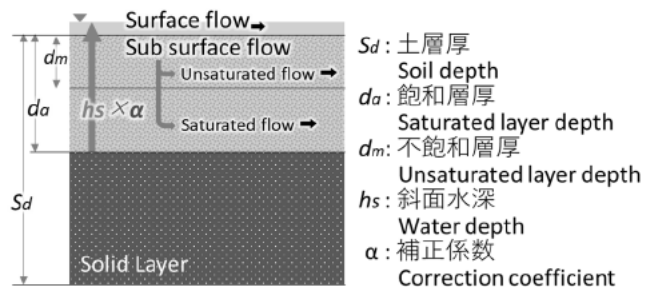 Surface flow
Sub surface flow
Unsaturated flow
Saturated flow
dm
da
hs×α
Sd
Solid Layer
Sd : 土層厚
Soil depth
da : 飽和層厚
Saturated layer depth
dm : 不飽和層厚
Unsaturated layer depth
hs : 斜面水深
Water depth
α : 補正係数
Correction coefficient